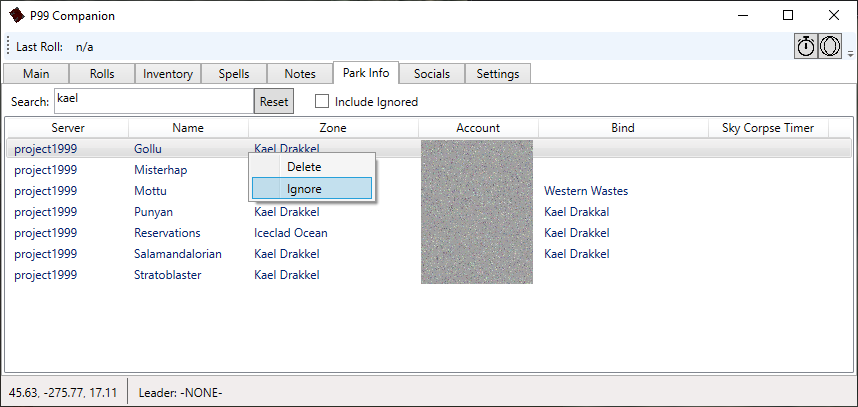 P99 Companion
Last Roll: n/a
Main Rolls Inventory Spells Notes Park Info Socials Settings
Search: kael Reset Include Ignored
Server Name Zone Account Bind Sky Corpse Timer
project1999 Gollu Kael Drakkel
project1999 Misterhap Delete
project1999 Mottu Ignore Western Wastes
project1999 Punyan Kael Drakkel Kael Drakkal
project1999 Reservations Iceclad Ocean Kael Drakkel
project1999 Salamandalorian Kael Drakkel Kael Drakkel
project1999 Stratoblaster Kael Drakkel
45.63, -275.77, 17.11 Leader: -NONE-